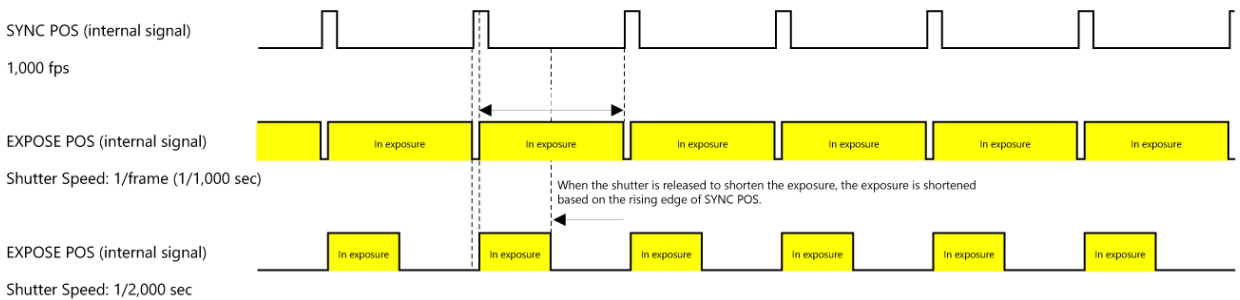 SYNC POS (internal signal)
1,000 fps
EXPOSE POS (internal signal)
In exposure
In exposure
In exposure
In exposure
In exposure
In exposure
Shutter Speed: 1/frame (1/1,000 sec)
When the shutter is released to shorten the exposure, the exposure is shortened
based on the rising edge of SYNC POS.
EXPOSE POS (internal signal)
In exposure
In exposure
In exposure
In exposure
In exposure
In exposure
Shutter Speed: 1/2,000 sec